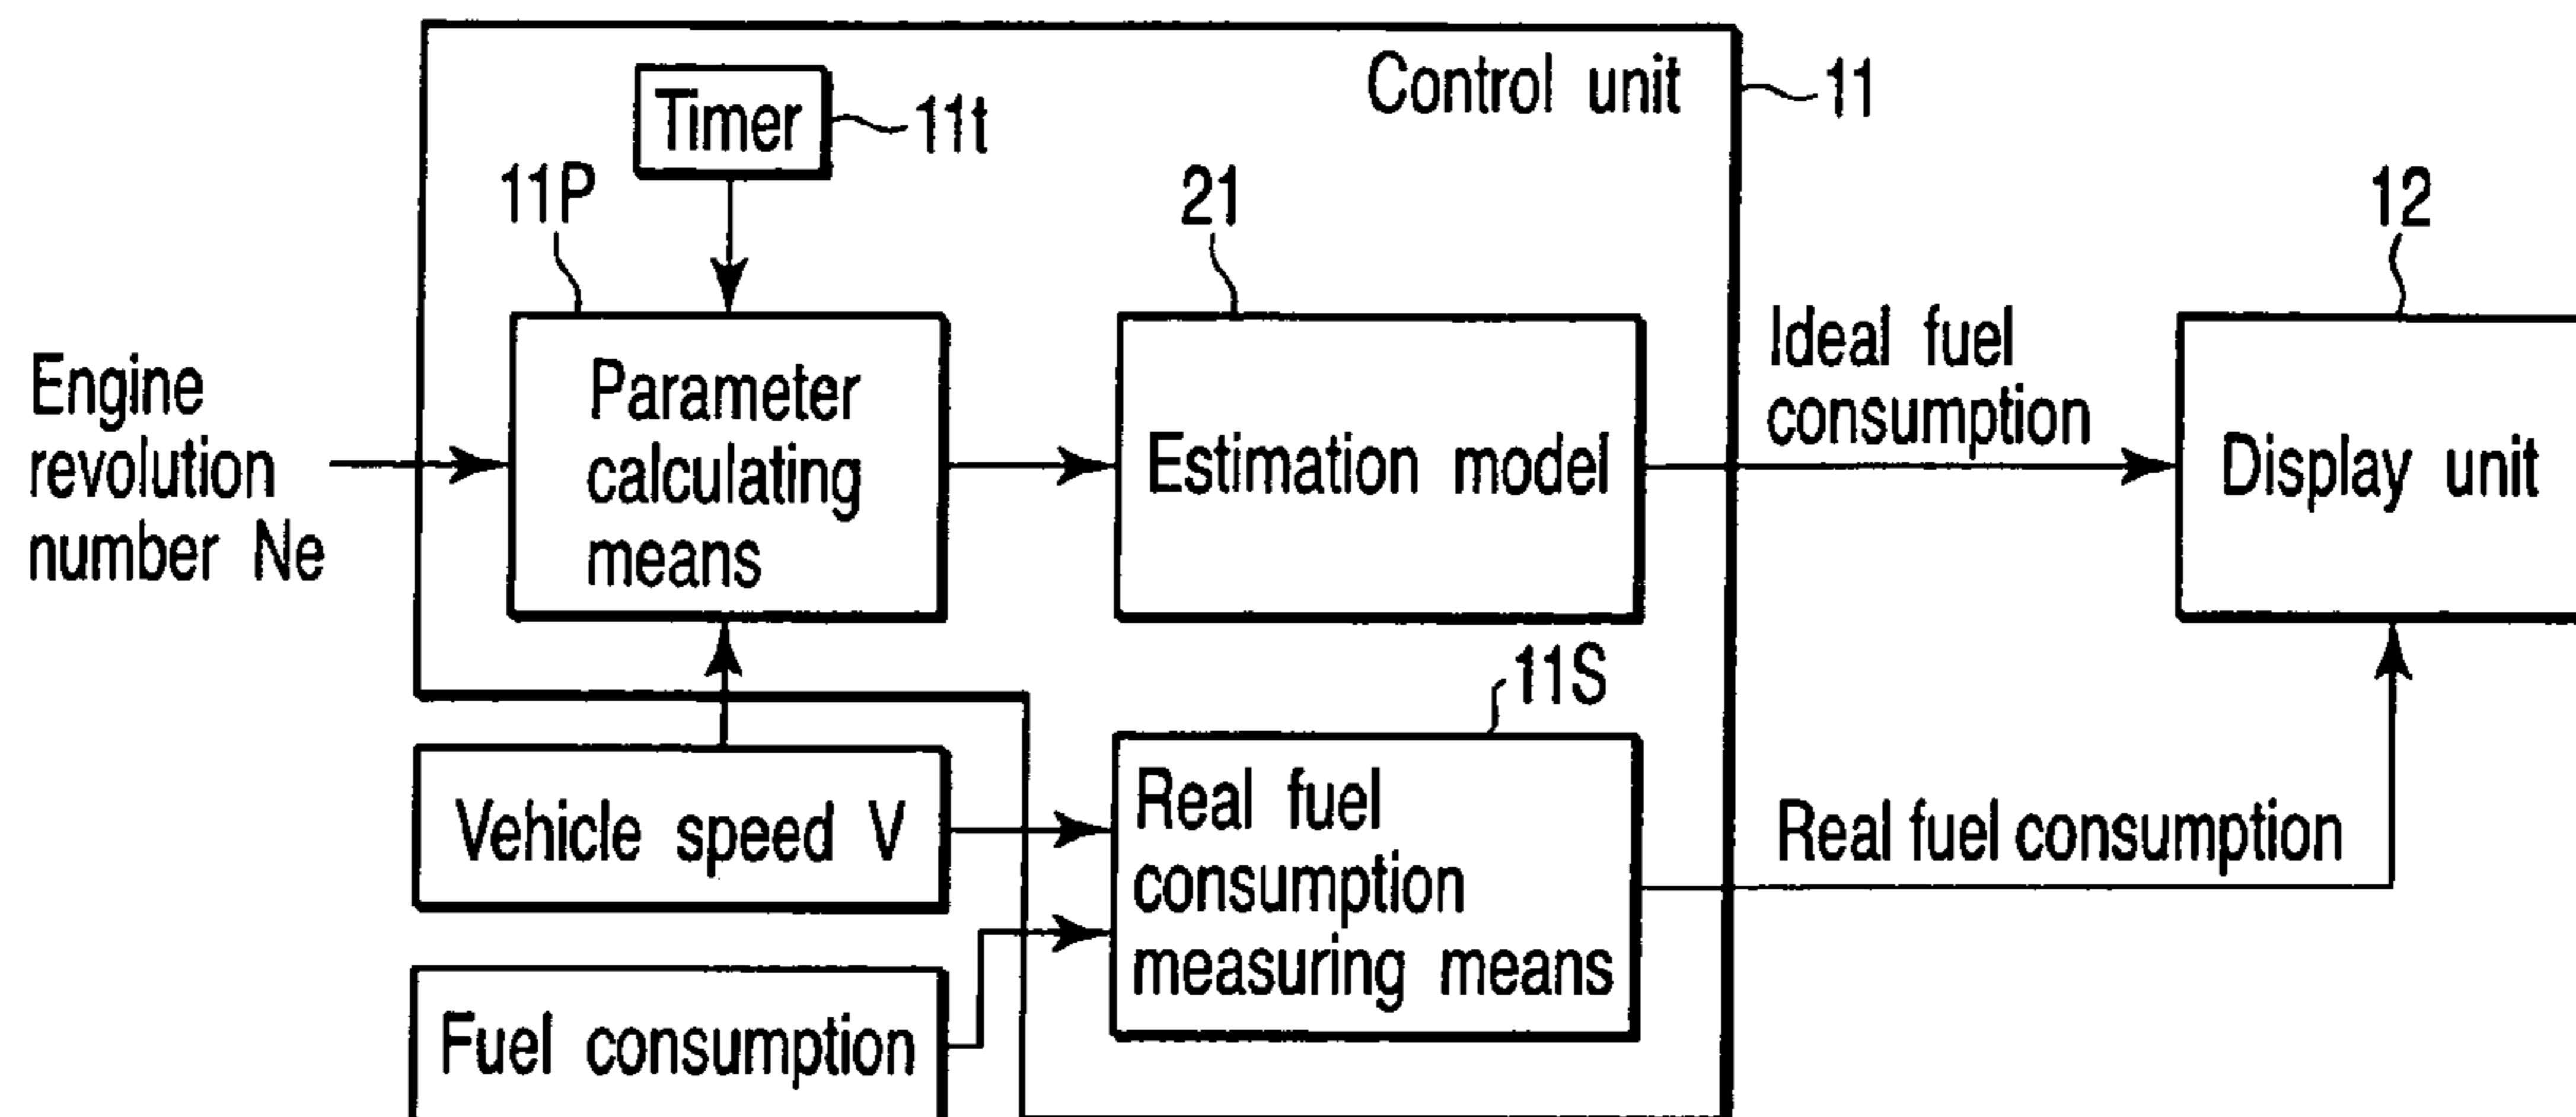 Control unit
11
Timer
11t
11P
21
12
Engine
revolution
number Ne
Parameter
calculating
means
Estimation model
Ideal fuel
consumption
Display unit
11S
Vehicle speed V
Real fuel
consumption
measuring means
Real fuel consumption
Fuel consumption